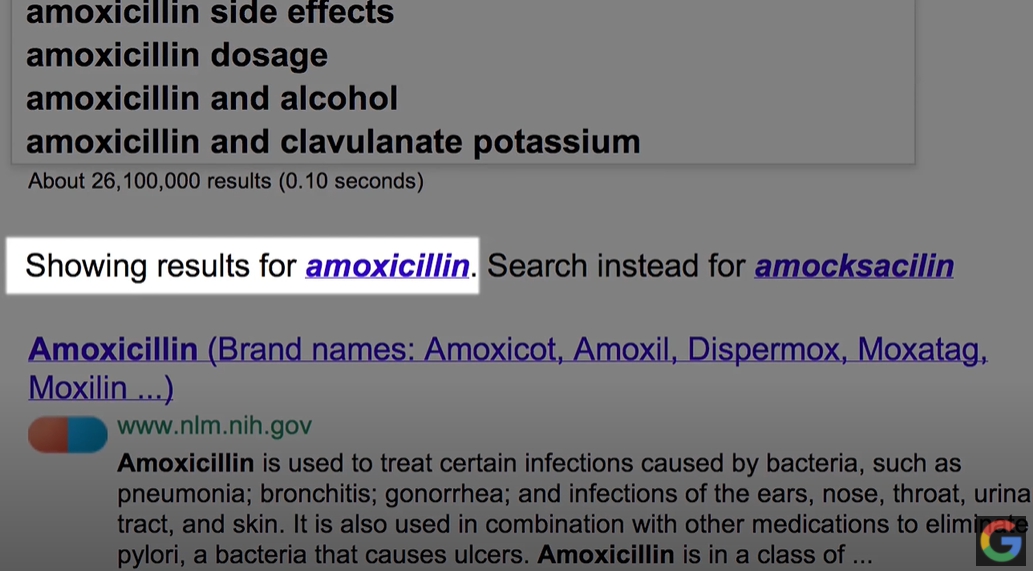 amoxicillin side effects
amoxicillin dosage
amoxicillin and alcohol
amoxicillin and clavulanate potassium
About 26,100,000 results (0.10 seconds)
Showing results for amoxicillin. Search instead for amocksacilin
Amoxicillin (Brand names: Amoxicot, Amoxil, Dispermox, Moxatag,
Moxilin ...)
www.nlm.nih.gov
Amoxicillin is used to treat certain infections caused by bacteria, such as
pneumonia; bronchitis; gonorrhea; and infections of the ears, nose, throat, urina
tract, and skin. It is also used in combination with other medications to eliminate
pylori, a bacteria that causes ulcers. Amoxicillin is in a class of ...